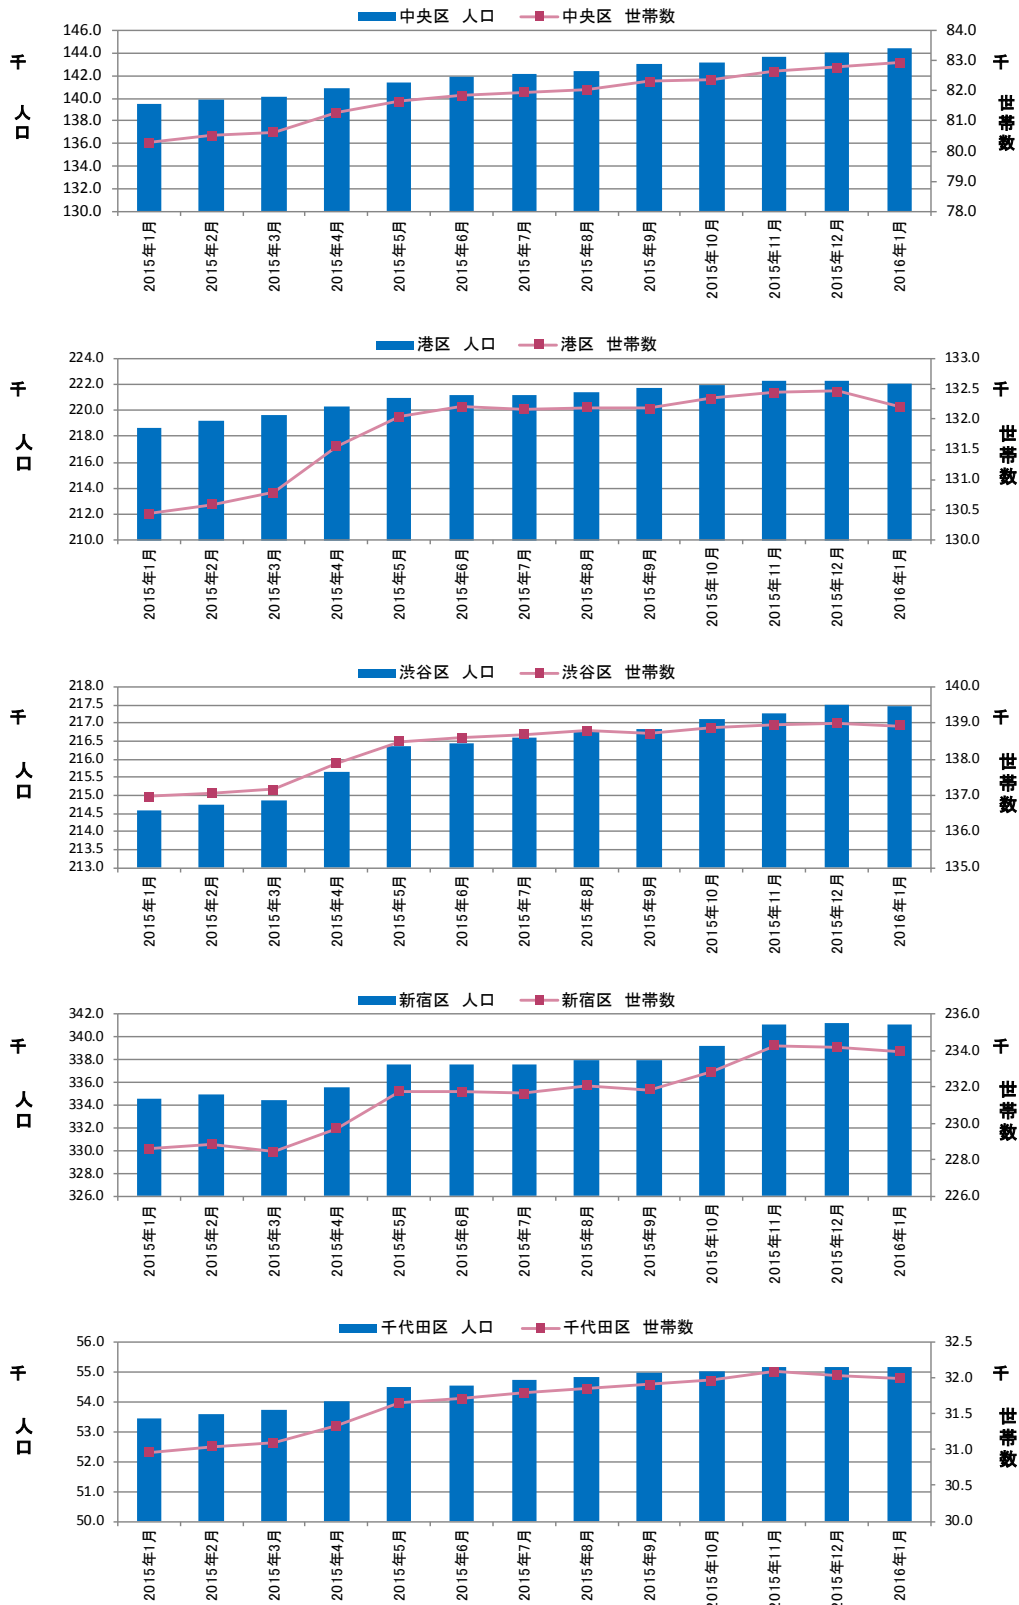 中央区　人口　中央区　世帯数
千　人口
146.0
144.0
142.0
140.0
138.0
136.0
134.0
132.0
130.0
84.0
83.0
82.0
81.0
80.0
79.0
78.0
千　世帯数
2015年1月
2015年2月
2015年3月
2015年4月
2015年5月
2015年6月
2015年7月
2015年8月
2015年9月
2015年10月
2015年11月
2015年12月
2016年1月
港区　人口　港区　世帯数
千　人口
224.0
222.0
220.0
218.0
216.0
214.0
212.0
210.0
133.0
132.5
132.0
131.5
131.0
130.5
130.0
千　世帯数
2015年1月
2015年2月
2015年3月
2015年4月
2015年5月
2015年6月
2015年7月
2015年8月
2015年9月
2015年10月
2015年11月
2015年12月
2016年1月
渋谷区　人口　渋谷区　世帯数
千　人口
218.0
217.5
217.0
216.5
216.0
215.5
215.0
214.5
214.0
213.5
213.0
140.0
139.0
138.0
137.0
136.0
135.0
千　世帯数
2015年1月
2015年2月
2015年3月
2015年4月
2015年5月
2015年6月
2015年7月
2015年8月
2015年9月
2015年10月
2015年11月
2015年12月
2016年1月
新宿区　人口　新宿区　世帯数
千　人口
342.0
340.0
338.0
336.0
334.0
332.0
330.0
328.0
326.0
236.0
234.0
232.0
230.0
228.0
226.0
千　世帯数
2015年1月
2015年2月
2015年3月
2015年4月
2015年5月
2015年6月
2015年7月
2015年8月
2015年9月
2015年10月
2015年11月
2015年12月
2016年1月
千代田区　人口　千代田区　世帯数
千　人口
56.0
55.0
54.0
53.0
52.0
51.0
50.0
32.5
32.0
31.5
31.0
30.5
30.0
千　世帯数
2015年1月
2015年2月
2015年3月
2015年4月
2015年5月
2015年6月
2015年7月
2015年8月
2015年9月
2015年10月
2015年11月
2015年12月
2016年1月